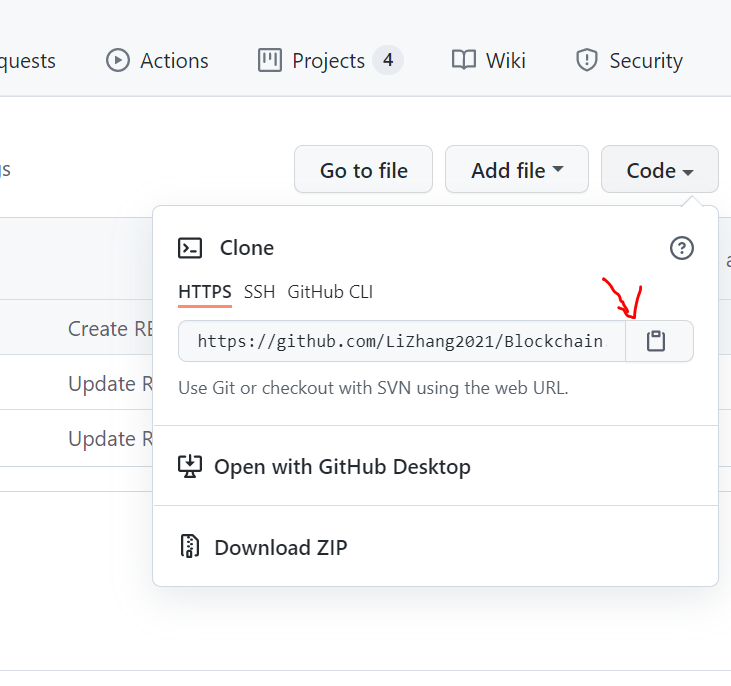 quests Actions Projects 4 Wiki Security
gs Go to file Add file Code
Clone
HTTPS SSH GitHub CLI
https://github.com/LiZhang2021/Blockchain
Use Git or checkout with SVN using the web URL.
Create RE
Update R
Update R
Open with GitHub Desktop
Download ZIP